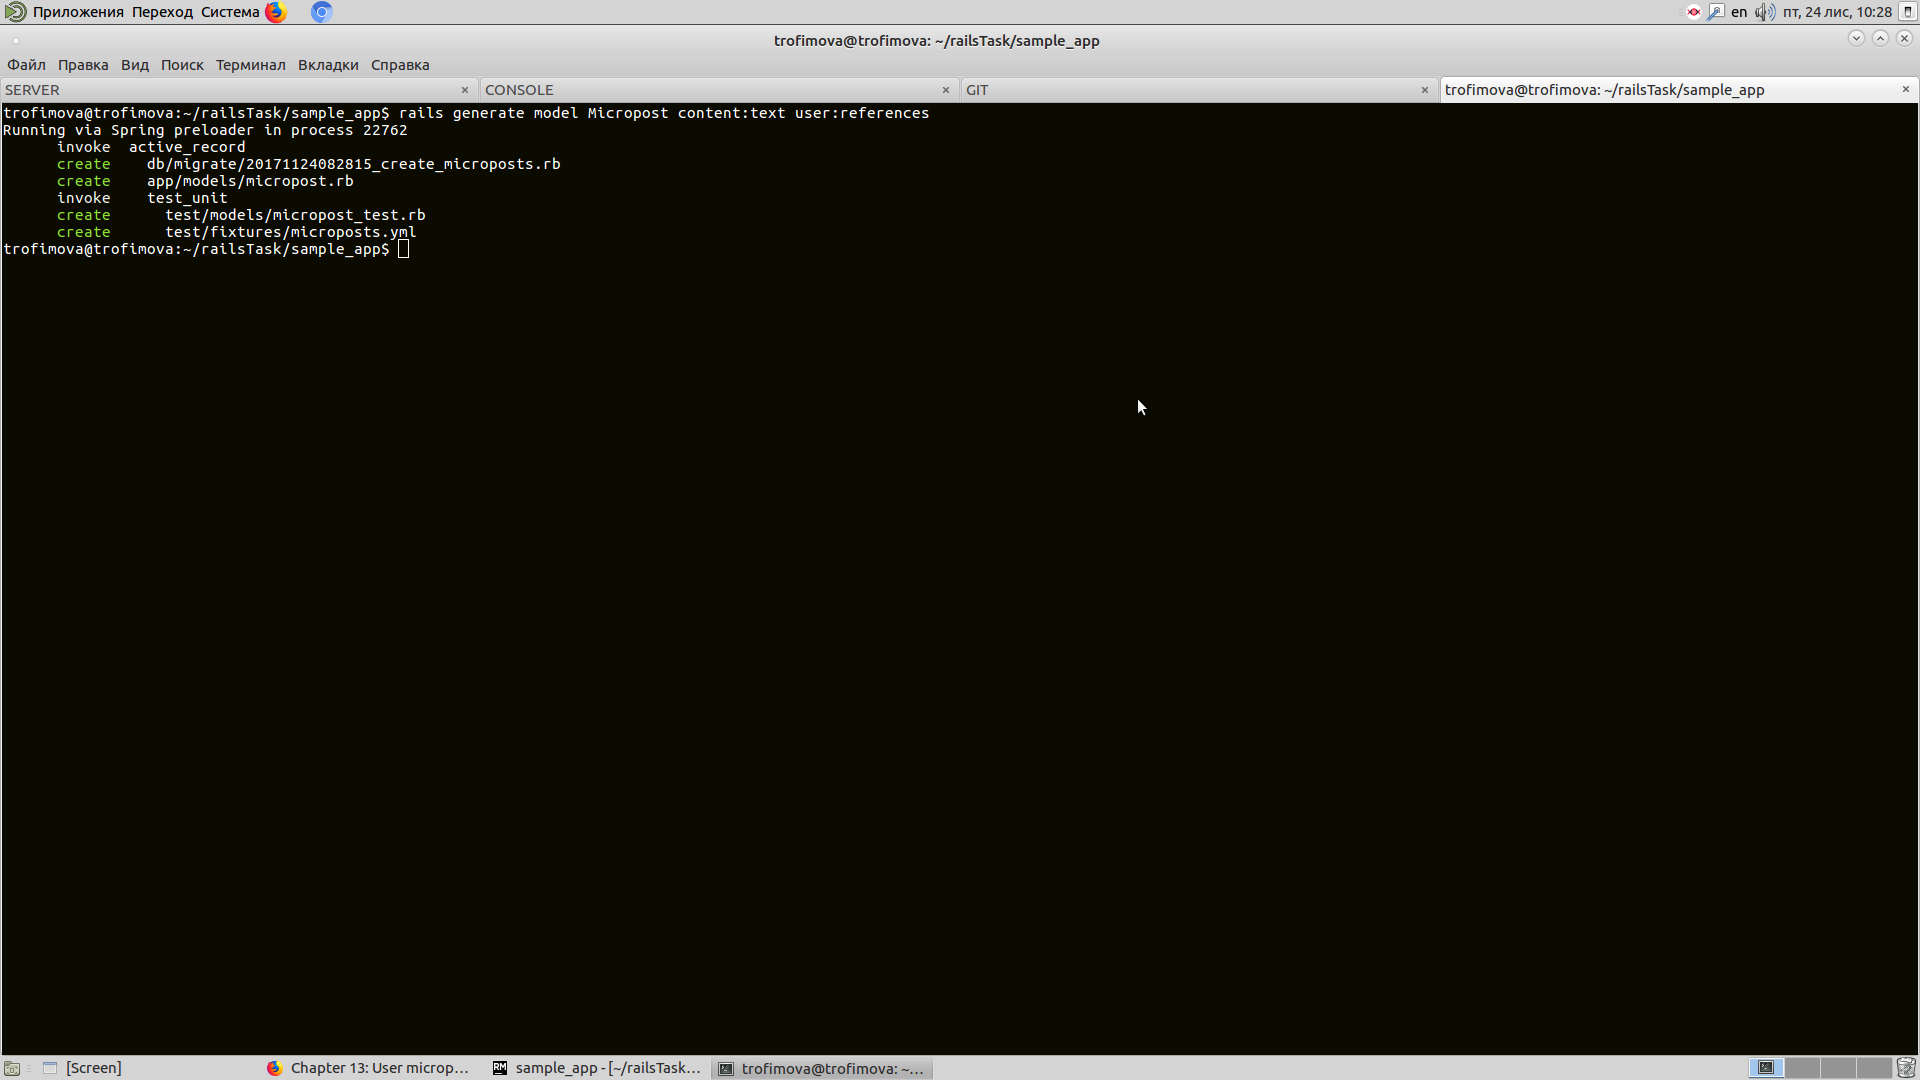 Приложения Переход Система en пт, 24 лис, 10:28
trofimova@trofimova: ~/railsTask/sample_app
Файл Правка Вид Поиск Терминал Вкладки Справка
SERVER × CONSOLE × GIT × trofimova@trofimova: ~/railsTask/sample_app ×
trofimova@trofimova:~/railsTask/sample_app$ rails generate model Micropost content:text user:references
Running via Spring preloader in process 22762
      invoke  active_record
      create    db/migrate/20171124082815_create_microposts.rb
      create    app/models/micropost.rb
      invoke    test_unit
      create      test/models/micropost_test.rb
      create      test/fixtures/microposts.yml
trofimova@trofimova:~/railsTask/sample_app$
[Screen] Chapter 13: User microp... RM sample_app - [~/railsTask... trofimova@trofimova: ~...